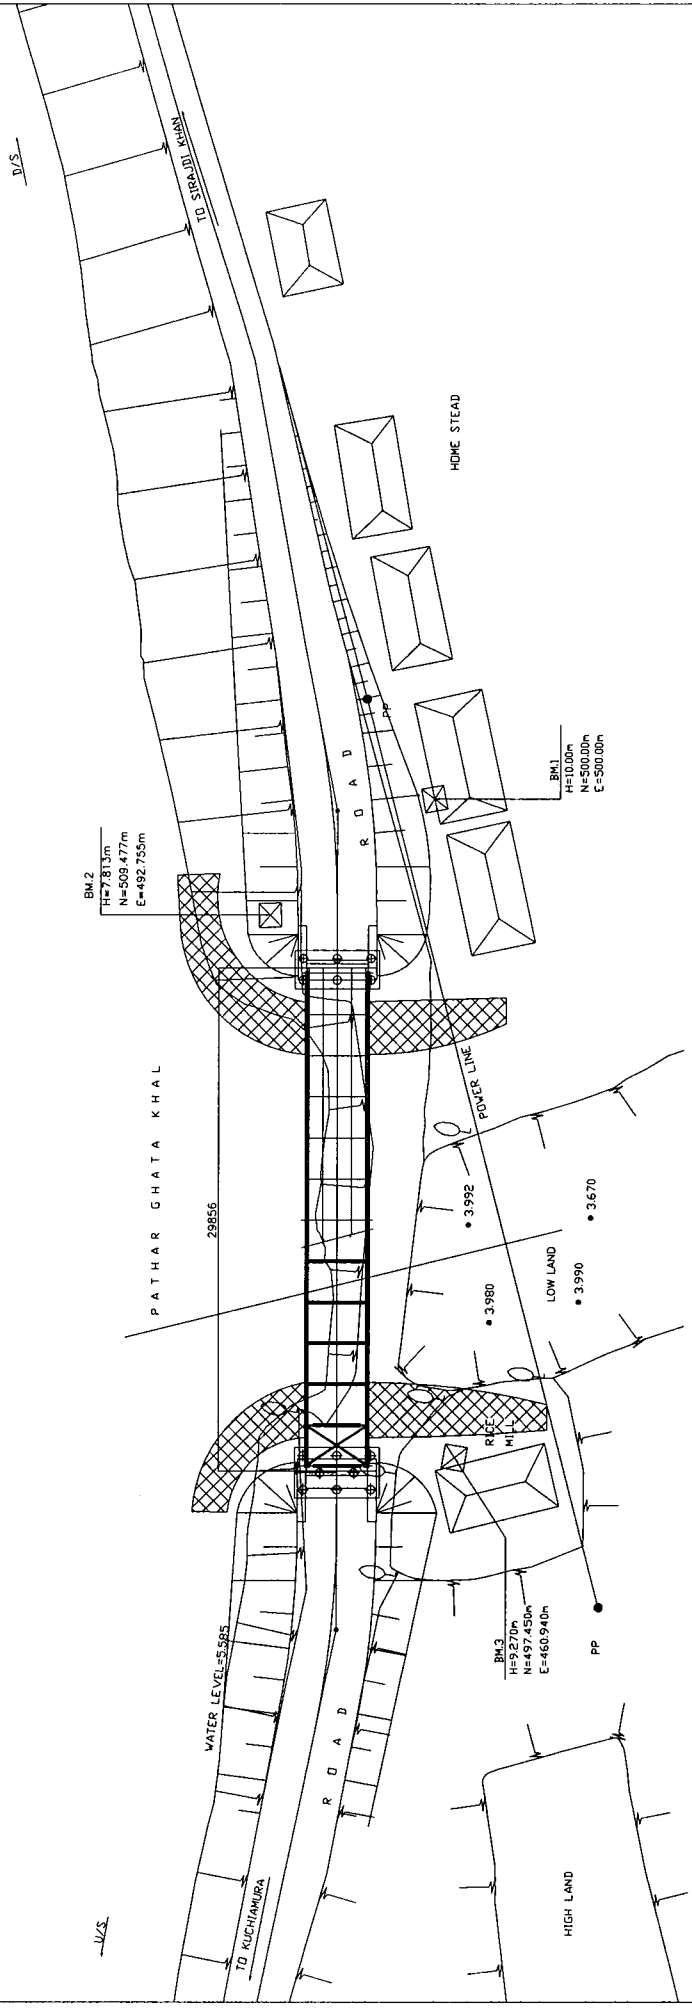 D/S
TO SIRAJDI KHAN
HOME STEAD
PP
ROAD
BM.1
H=10.00m
N=500.00m
E=500.00m
BM.2
H=7.813m
N=509.477m
E=492.755m
PATHAR GHATA KHAL
29856
POWER LINE
3.992
3.670
3.980
LOW LAND
3.990
RICE
MILL
BM.3
H=9.270m
N=497.450m
E=460.940m
PP
WATER LEVEL=5.585
ROAD
U/S
TO KUCHIAMURA
HIGH LAND